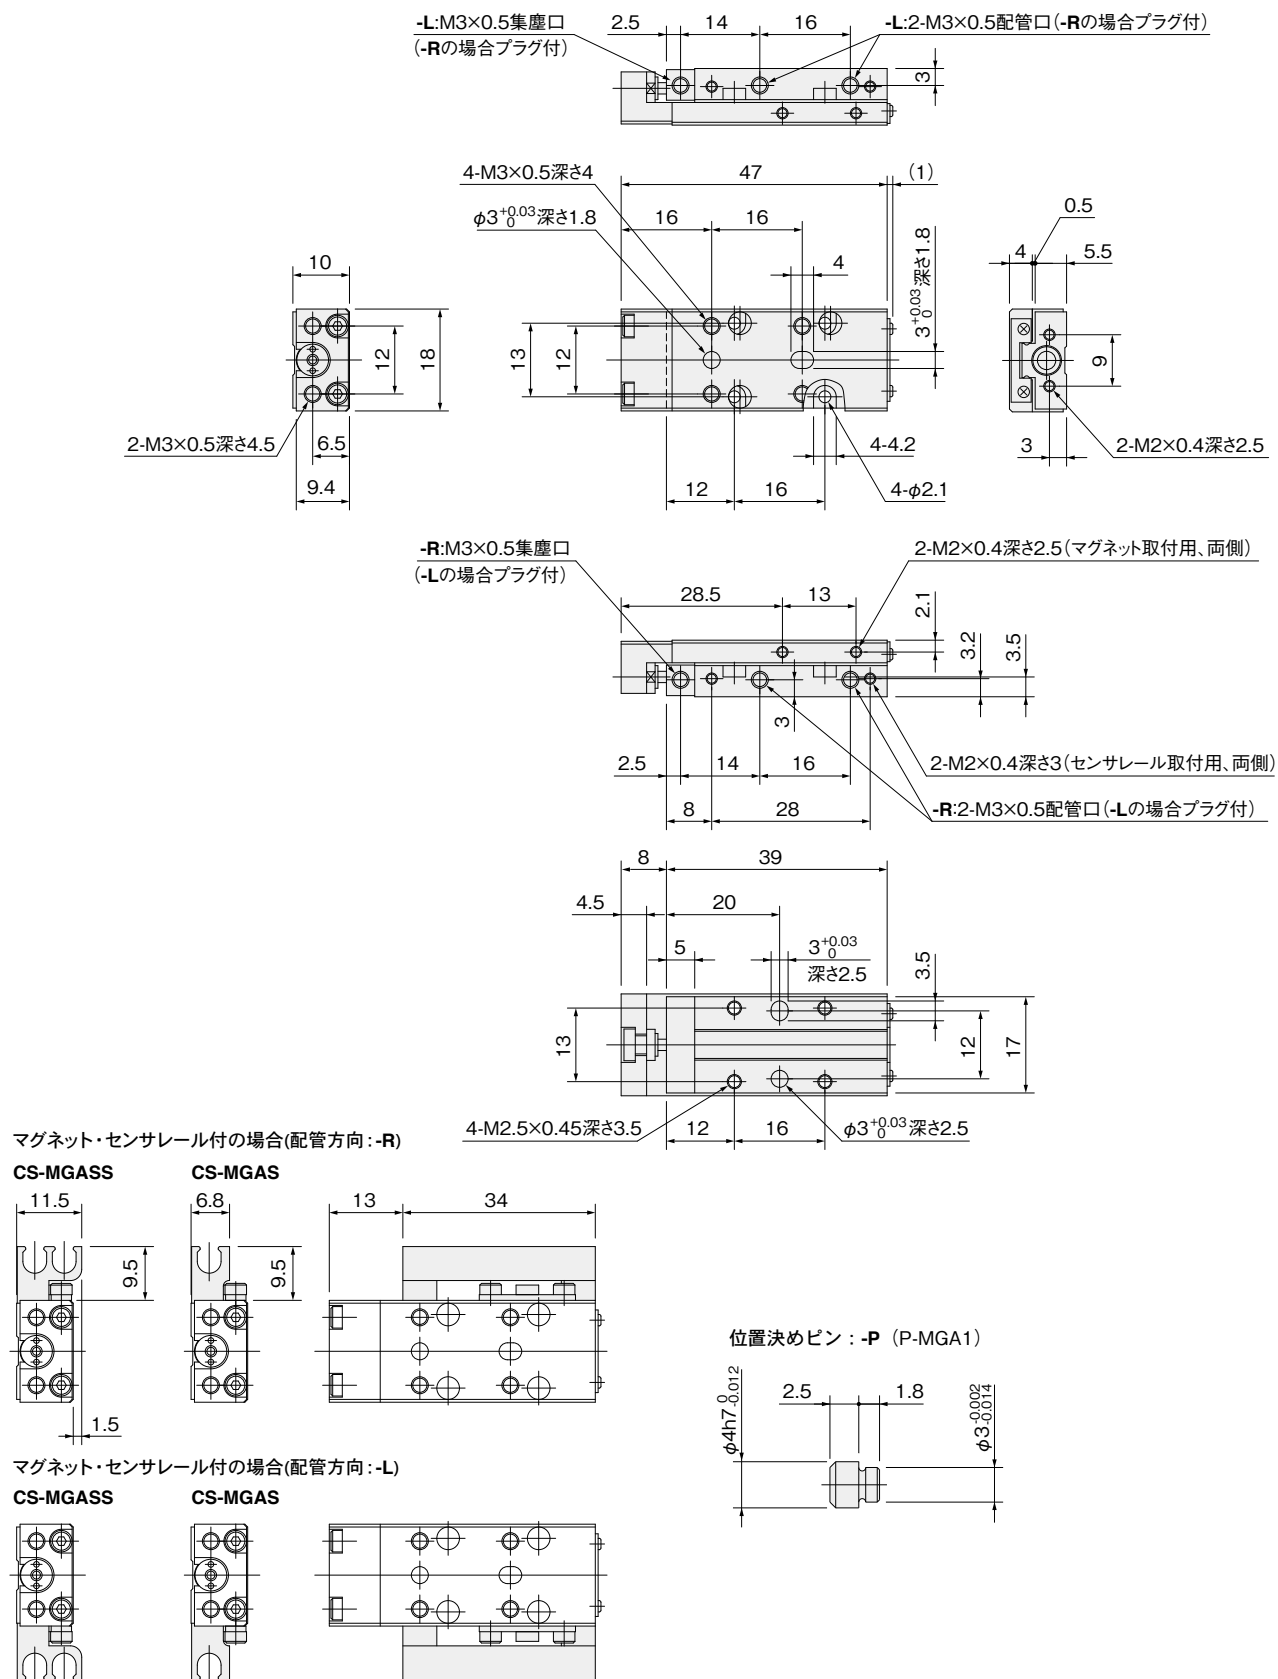 -L:M3×0.5集塵口
(-Rの場合プラグ付)
2.5
14
16
-L:2-M3×0.5配管口(-Rの場合プラグ付)
3
4-M3×0.5深さ4
φ3 +0.03 0 深さ1.8
47
(1)
16
16
4
3 +0.03 0 深さ1.8
0.5
4
5.5
10
12
18
13
12
9
2-M3×0.5深さ4.5
6.5
9.4
4-4.2
4-φ2.1
12
16
3
2-M2×0.4深さ2.5
-R:M3×0.5集塵口
(-Lの場合プラグ付)
2-M2×0.4深さ2.5(マグネット取付用、両側)
28.5
13
2.1
3.2
3.5
3
2.5
14
16
2-M2×0.4深さ3(センサレール取付用、両側)
8
28
-R:2-M3×0.5配管口(-Lの場合プラグ付)
8
39
4.5
20
5
3 +0.03 0
深さ2.5
3.5
13
12
17
4-M2.5×0.45深さ3.5
12
16
φ3 +0.03 0 深さ2.5
マグネット・センサレール付の場合(配管方向:-R)
CS-MGASS
CS-MGAS
11.5
6.8
13
34
9.5
9.5
1.5
位置決めピン:-P(P-MGA1)
φ4h7 0 -0.012
2.5
1.8
φ3 -0.002 -0.014
マグネット・センサレール付の場合(配管方向:-L)
CS-MGASS
CS-MGAS